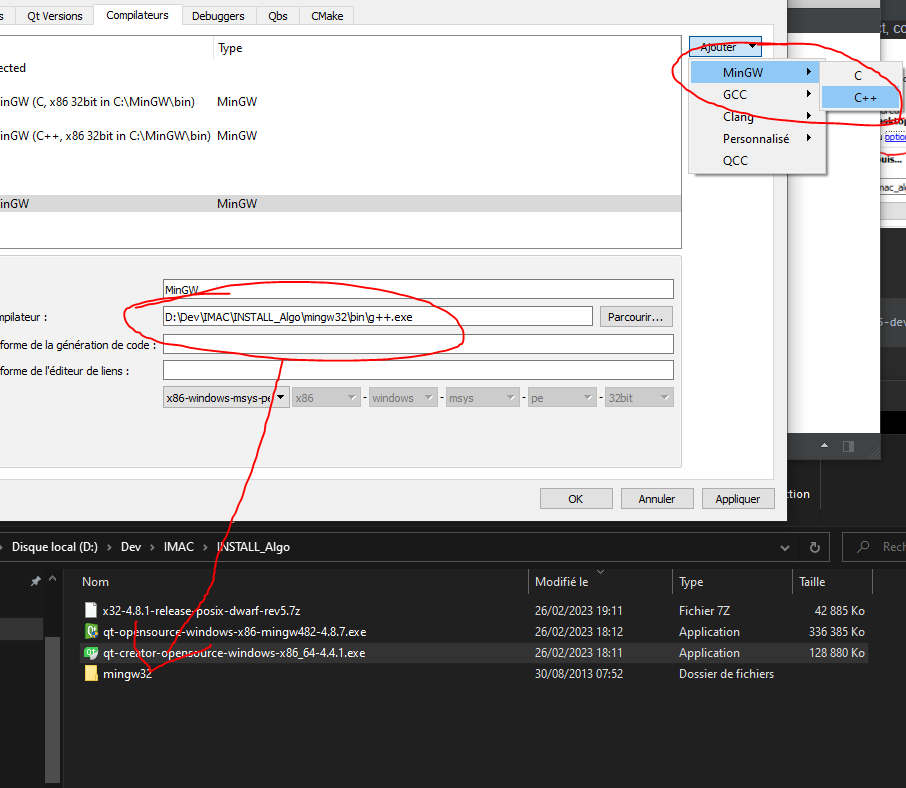 Qt Versions Compilateurs Debuggers Qbs CMake
Type
Ajouter
MinGW
C
inGW (C, x86 32bit in C:\MinGW\bin) MinGW
GCC
C++
Clang
inGW (C++, x86 32bit in C:\MinGW\bin) MinGW
Personnalisé
QCC
inGW MinGW
MinGW
D:\Dev\IMAC\INSTALL_Algo\mingw32\bin\g++.exe Parcourir...
forme de la génération de code :
forme de l'éditeur de liens :
x86-windows-msys-pe x86 - windows - msys - pe - 32bit
OK Annuler Appliquer
Disque local (D:) > Dev > IMAC > INSTALL_Algo
Nom Modifié le Type Taille
x32-4.8.1-release-posix-dwarf-rev5.7z 26/02/2023 19:11 Fichier 7Z 42 885 Ko
qt-opensource-windows-x86-mingw482-4.8.7.exe 26/02/2023 18:12 Application 336 385 Ko
qt-creator-opensource-windows-x86_64-4.4.1.exe 26/02/2023 18:11 Application 128 880 Ko
mingw32 30/08/2013 07:52 Dossier de fichiers